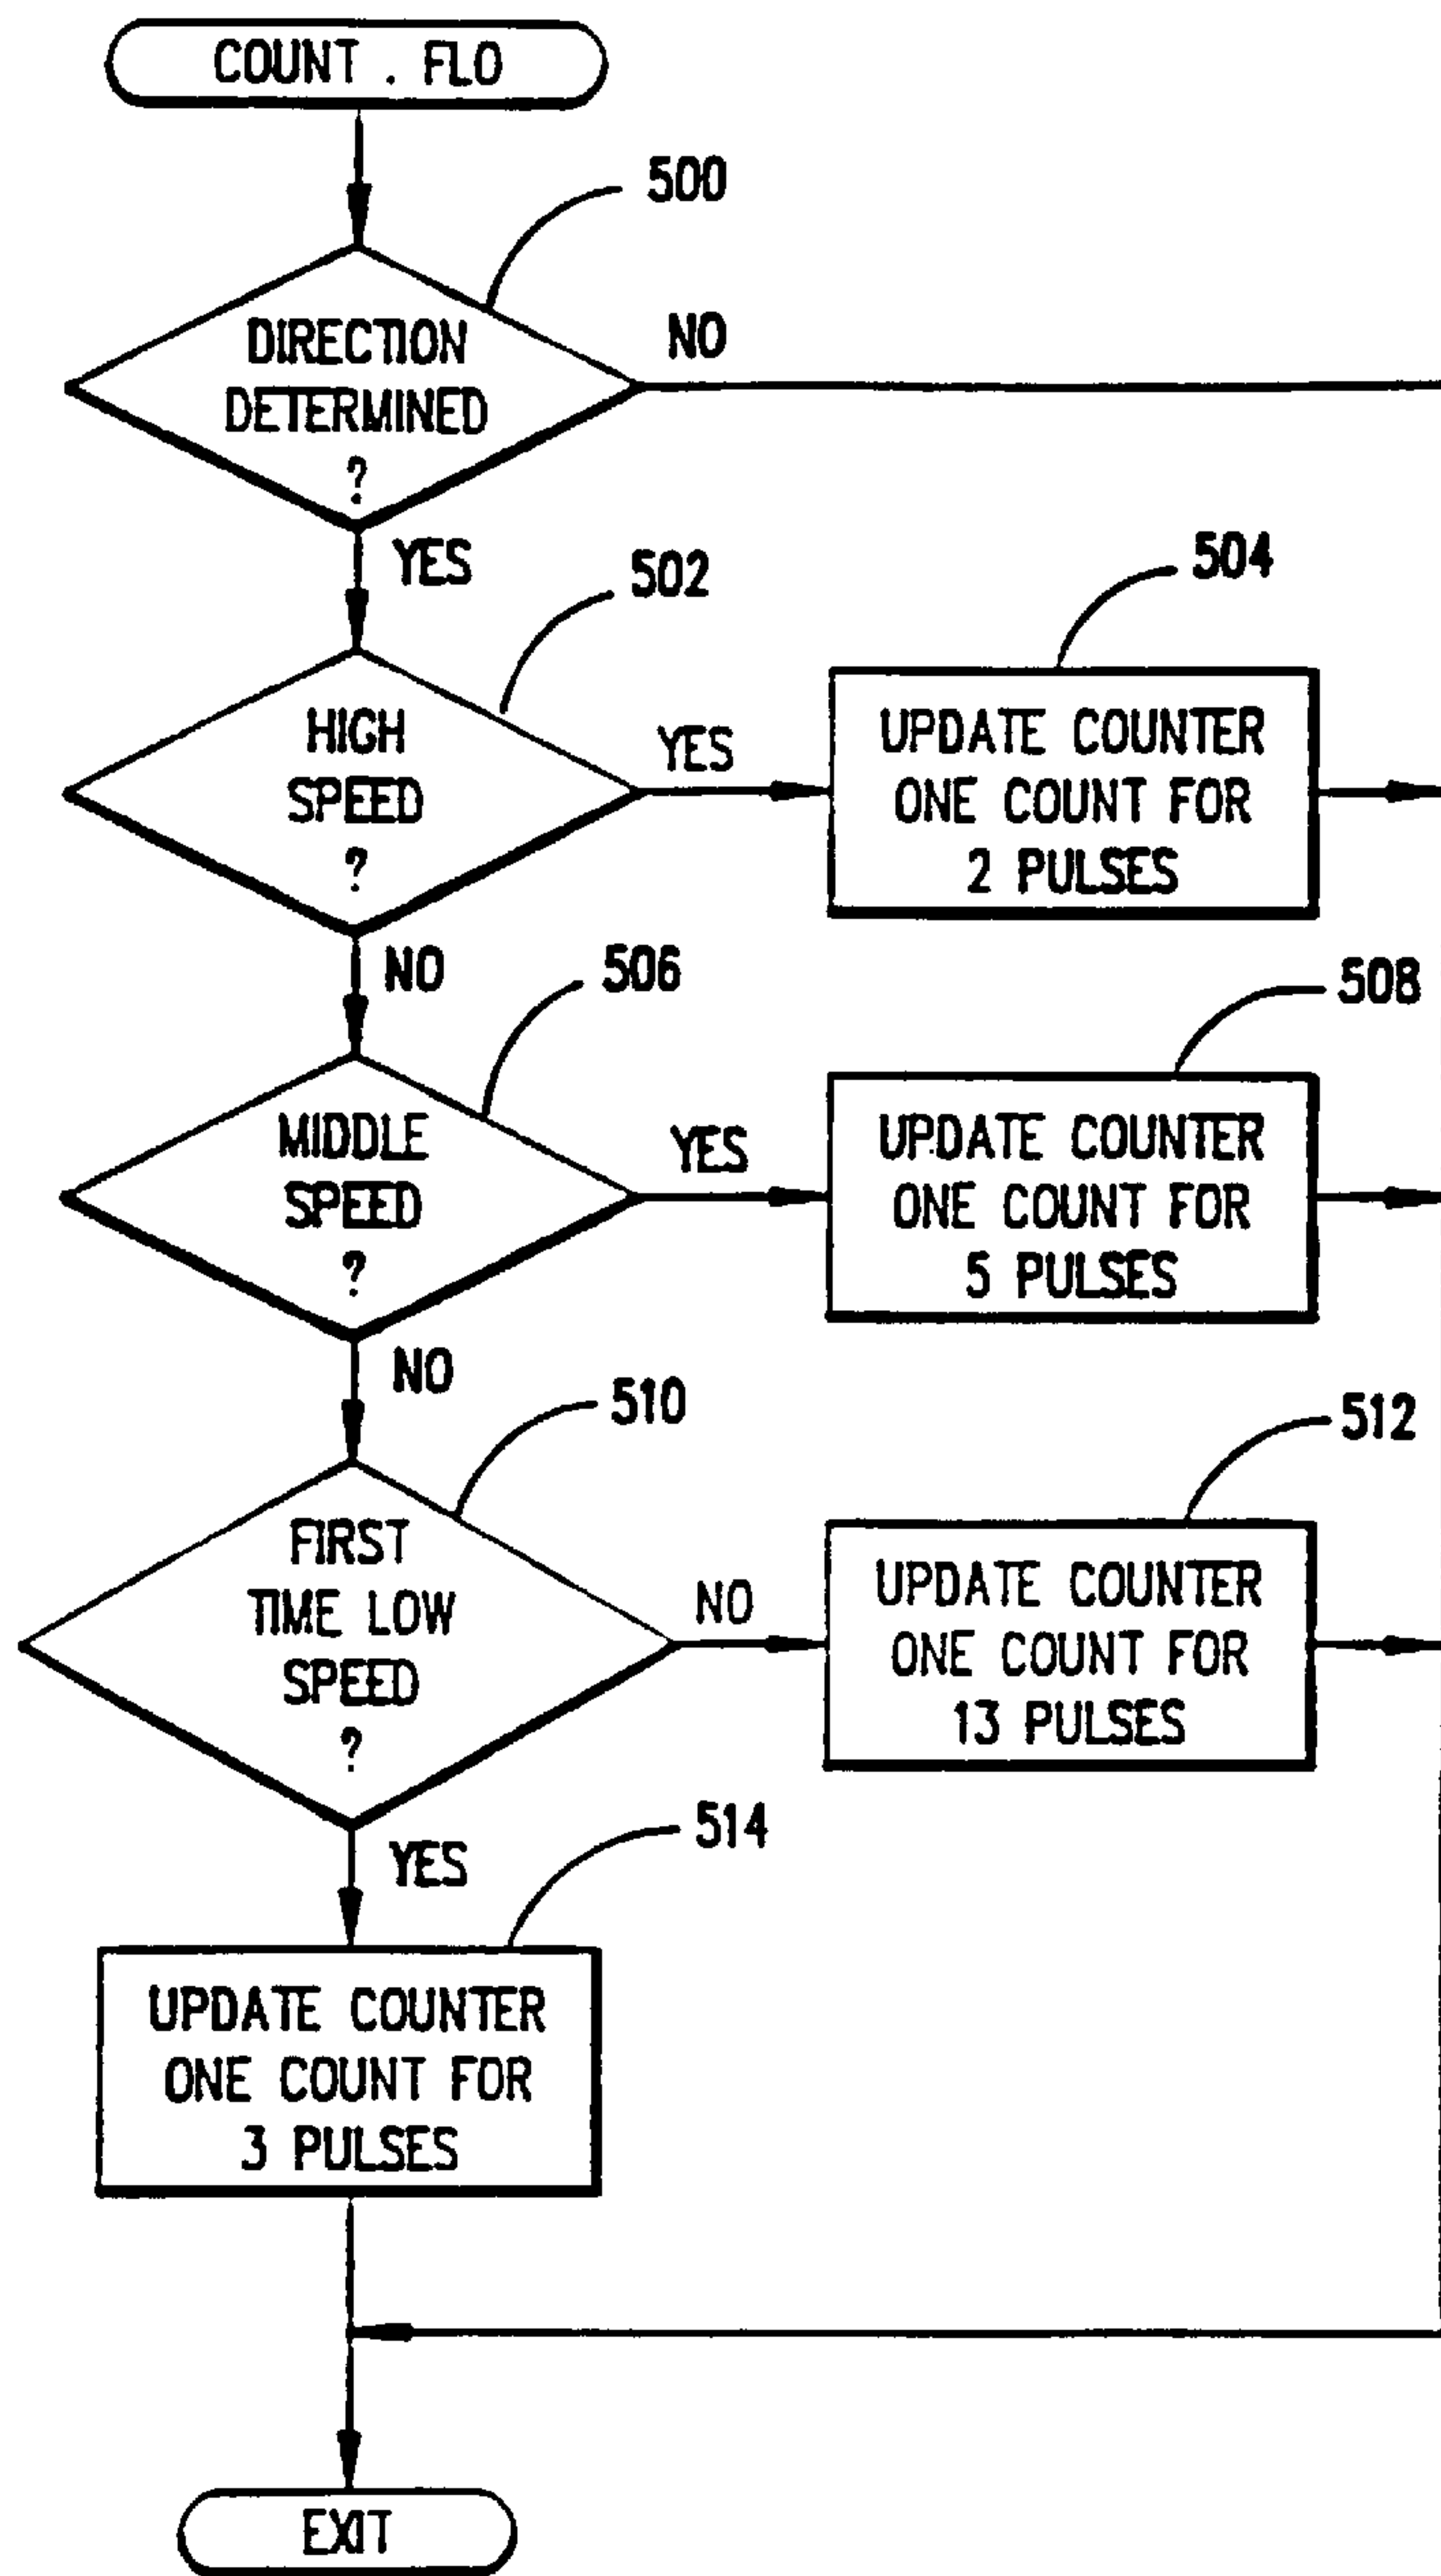 COUNT . FLO
500
DIRECTION
DETERMINED
?
NO
YES
502
HIGH
SPEED
?
YES
504
UPDATE COUNTER
ONE COUNT FOR
2 PULSES
NO
506
MIDDLE
SPEED
?
YES
508
UPDATE COUNTER
ONE COUNT FOR
5 PULSES
NO
510
FIRST
TIME LOW
SPEED
?
NO
512
UPDATE COUNTER
ONE COUNT FOR
13 PULSES
YES
514
UPDATE COUNTER
ONE COUNT FOR
3 PULSES
EXIT